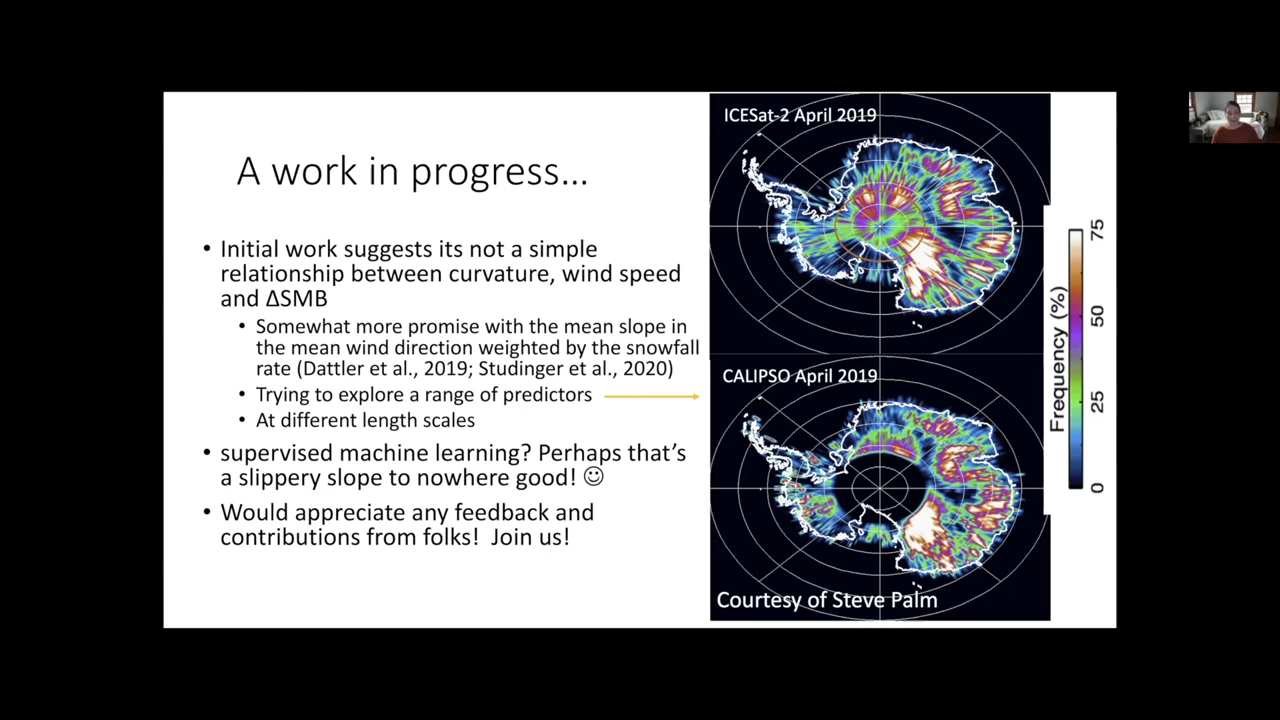 A work in progress...
• Initial work suggests its not a simple
relationship between curvature, wind speed
and ΔSMB
• Somewhat more promise with the mean slope in
the mean wind direction weighted by the snowfall
rate (Dattler et al., 2019; Studinger et al., 2020)
• Trying to explore a range of predictors
• At different length scales
• supervised machine learning? Perhaps that's
a slippery slope to nowhere good! ☺
• Would appreciate any feedback and
contributions from folks! Join us!
ICESat-2 April 2019
CALIPSO April 2019
Courtesy of Steve Palm
Frequency (%)
75
50
25
0